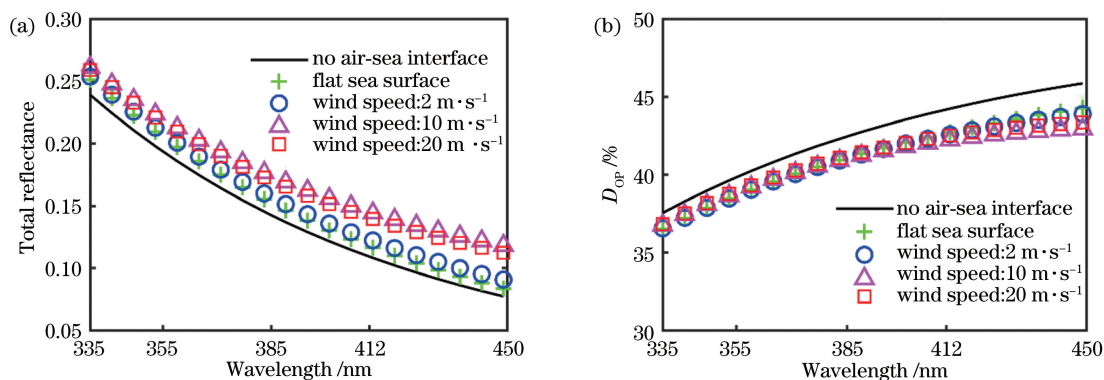 (a)
0.30
0.25
0.20
0.15
0.10
0.05
Total reflectance
no air-sea interface
flat sea surface
wind speed:2 m·s⁻¹
wind speed:10 m·s⁻¹
wind speed:20 m·s⁻¹
335
355
385
412
450
Wavelength /nm
(b)
50
45
40
35
30
D_OP /%
no air-sea interface
flat sea surface
wind speed:2 m·s⁻¹
wind speed:10 m·s⁻¹
wind speed:20 m·s⁻¹
335
355
385
412
450
Wavelength /nm